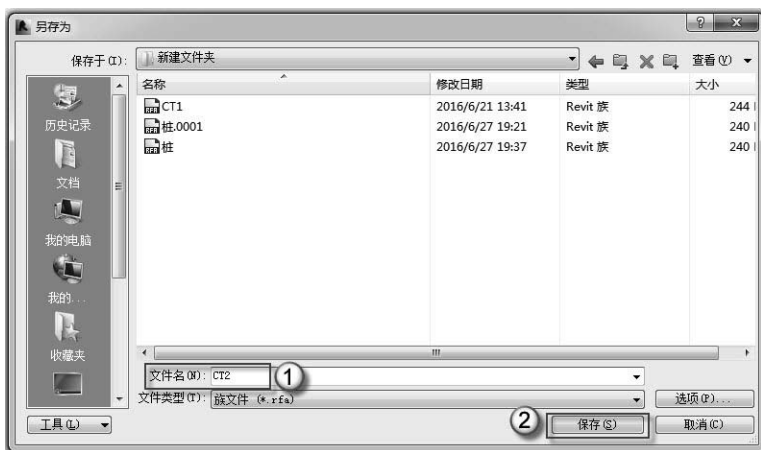 另存为
保存于(I):
新建文件夹
查看(V)
名称 修改日期 类型 大小
CT1 2016/6/21 13:41 Revit 族 244
桩.0001 2016/6/27 19:21 Revit 族 240
桩 2016/6/27 19:37 Revit 族 240
历史记录
文档
我的电脑
我的...
收藏夹
文件名(N): CT2 1
文件类型(T): 族文件 (*.rfa) 选项(P)...
工具(L) 2 保存(S) 取消(C)